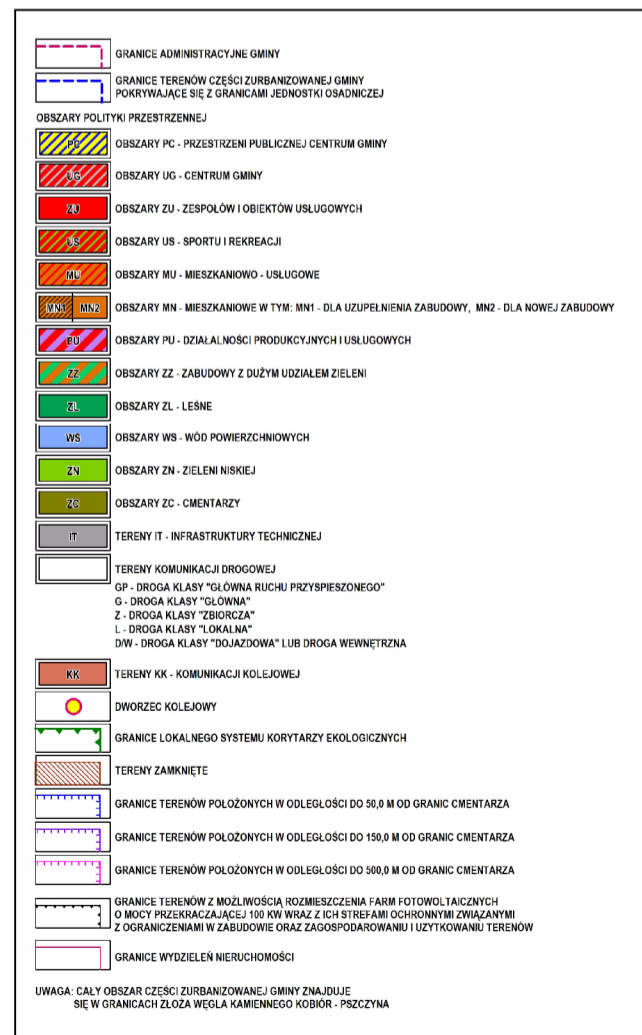 GRANICE ADMINISTRACYJNE GMINY
GRANICE TERENÓW CZĘŚCI ZURBANIZOWANEJ GMINY
POKRYWAJĄCE SIĘ Z GRANICAMI JEDNOSTKI OSADNICZEJ
OBSZARY POLITYKI PRZESTRZENNEJ
PC OBSZARY PC - PRZESTRZENI PUBLICZNEJ CENTRUM GMINY
UG OBSZARY UG - CENTRUM GMINY
ZU OBSZARY ZU - ZESPOŁÓW I OBIEKTÓW USŁUGOWYCH
US OBSZARY US - SPORTU I REKREACJI
MU OBSZARY MU - MIESZKANIOWO - USŁUGOWE
MN1 MN2 OBSZARY MN - MIESZKANIOWE W TYM: MN1 - DLA UZUPEŁNIENIA ZABUDOWY, MN2 - DLA NOWEJ ZABUDOWY
PU OBSZARY PU - DZIAŁALNOŚCI PRODUKCYJNYCH I USŁUGOWYCH
ZZ OBSZARY ZZ - ZABUDOWY Z DUŻYM UDZIAŁEM ZIELENI
ZL OBSZARY ZL - LEŚNE
WS OBSZARY WS - WÓD POWIERZCHNIOWYCH
ZN OBSZARY ZN - ZIELENI NISKIEJ
ZC OBSZARY ZC - CMENTARZY
IT TERENY IT - INFRASTRUKTURY TECHNICZNEJ
TERENY KOMUNIKACJI DROGOWEJ
GP - DROGA KLASY "GŁÓWNA RUCHU PRZYSPIESZONEGO"
G - DROGA KLASY "GŁÓWNA"
Z - DROGA KLASY "ZBIORCZA"
L - DROGA KLASY "LOKALNA"
D/W - DROGA KLASY "DOJAZDOWA" LUB DROGA WEWNĘTRZNA
KK TERENY KK - KOMUNIKACJI KOLEJOWEJ
DWORZEC KOLEJOWY
GRANICE LOKALNEGO SYSTEMU KORYTARZY EKOLOGICZNYCH
TERENY ZAMKNIĘTE
GRANICE TERENÓW POŁOŻONYCH W ODLEGŁOŚCI DO 50,0 M OD GRANIC CMENTARZA
GRANICE TERENÓW POŁOŻONYCH W ODLEGŁOŚCI DO 150,0 M OD GRANIC CMENTARZA
GRANICE TERENÓW POŁOŻONYCH W ODLEGŁOŚCI DO 500,0 M OD GRANIC CMENTARZA
GRANICE TERENÓW Z MOŻLIWOŚCIĄ ROZMIESZCZENIA FARM FOTOWOLTAICZNYCH
O MOCY PRZEKRACZAJĄCEJ 100 KW WRAZ Z ICH STREFAMI OCHRONNYMI ZWIĄZANYMI
Z OGRANICZENIAMI W ZABUDOWIE ORAZ ZAGOSPODAROWANIU I UZYTKOWANIU TERENÓW
GRANICE WYDZIELEŃ NIERUCHOMOŚCI
UWAGA: CAŁY OBSZAR CZĘŚCI ZURBANIZOWANEJ GMINY ZNAJDUJE
SIĘ W GRANICACH ZŁOŻA WĘGLA KAMIENNEGO KOBIÓR - PSZCZYNA